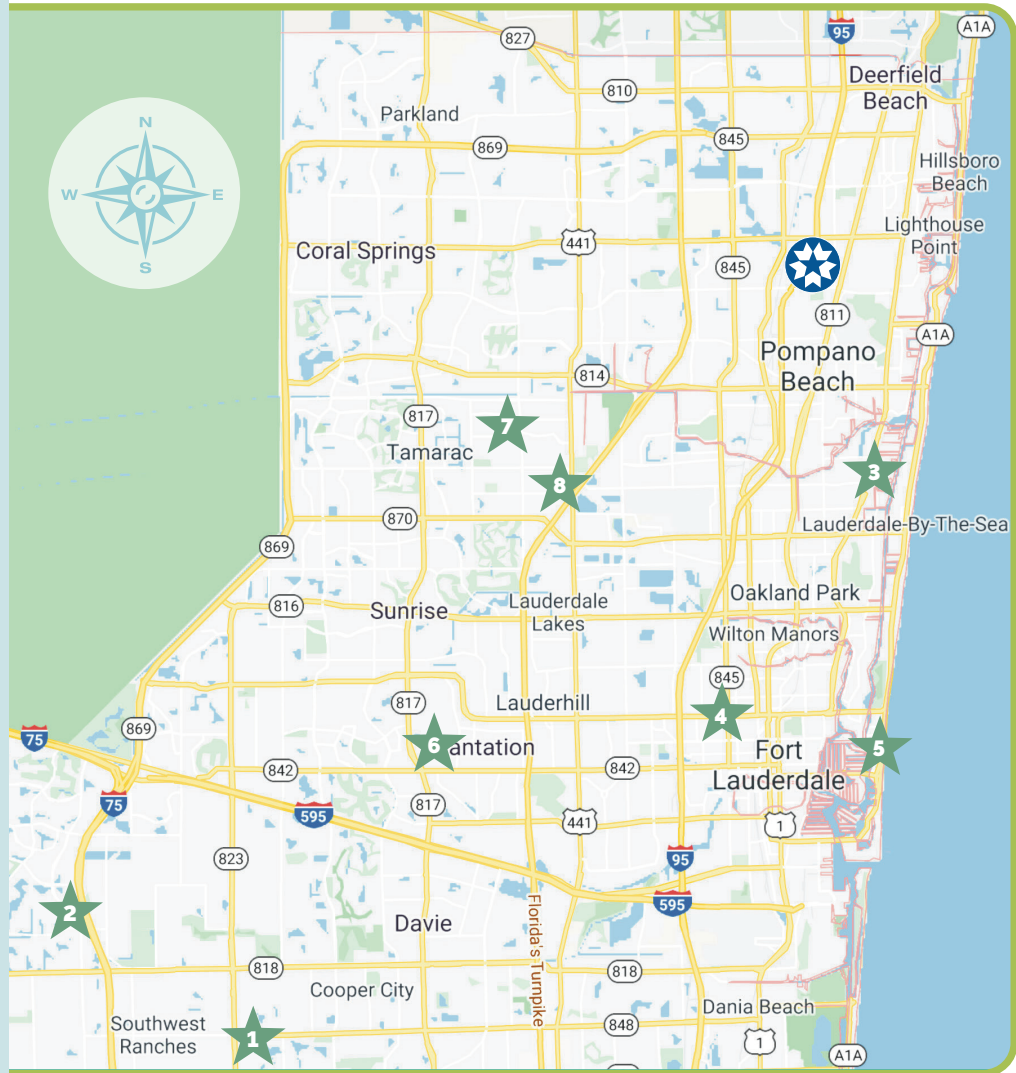 A1A
95
827
Deerfield
Beach
810
Parkland
N
845
869
Hillsboro
Beach
W
E
Lighthouse
Point
441
Coral Springs
S
845
811
A1A
Pompano
Beach
814
817
7
Tamarac
3
8
870
Lauderdale-By-The-Sea
869
Oakland Park
816
Lauderdale
Lakes
Sunrise
Wilton Manors
845
817
Lauderhill
4
869
75
6
antation
5
Fort
Lauderdale
842
842
75
817
595
441
1
823
95
595
2
Davie
Florida's Turnpike
818
818
Cooper City
Dania Beach
Southwest
Ranches
848
1
1
A1A